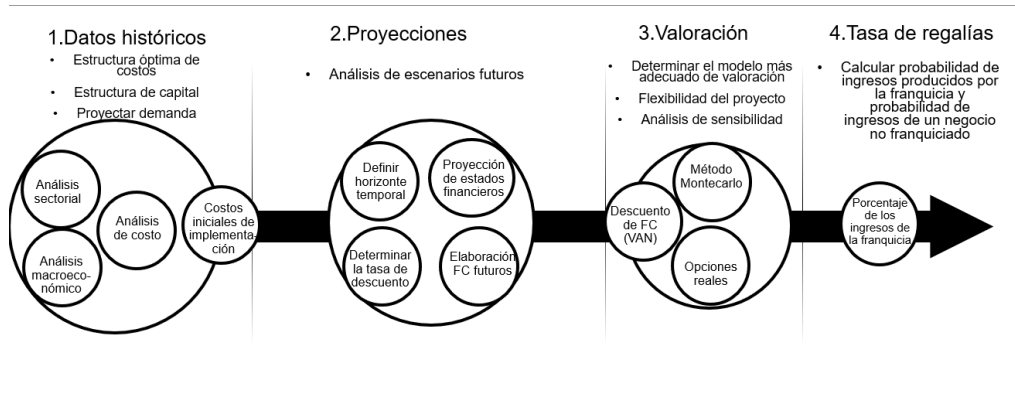 1.Datos históricos
• Estructura óptima de
costos
• Estructura de capital
• Proyectar demanda
Análisis
sectorial
Análisis
de costo
Análisis
macroeco-
nómico
Costos
iniciales de
implementa-
ción
2.Proyecciones
• Análisis de escenarios futuros
Definir
horizonte
temporal
Proyección
de estados
financieros
Determinar
la tasa de
descuento
Elaboración
FC futuros
3.Valoración
• Determinar el modelo más
adecuado de valoración
• Flexibilidad del proyecto
• Análisis de sensibilidad
Método
Montecarlo
Descuento
de FC
(VAN)
Opciones
reales
4.Tasa de regalías
• Calcular probabilidad de
ingresos producidos por
la franquicia y
probabilidad de
ingresos de un negocio
no franquiciado
Porcentaje
de los
ingresos de
la franquicia